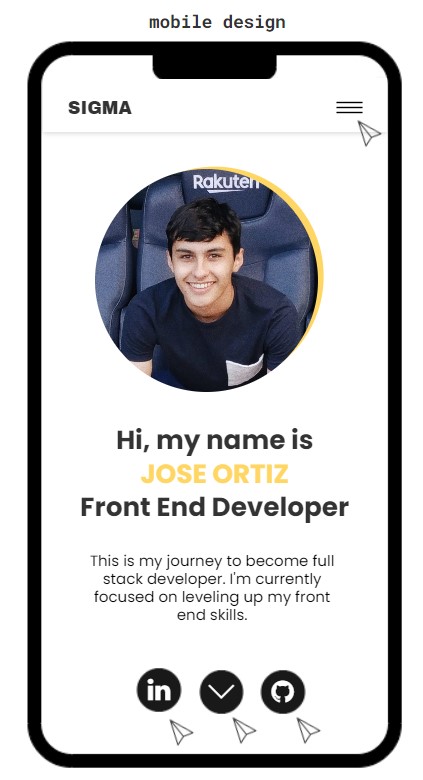 mobile design
SIGMA
Rakuten
Hi, my name is
JOSE ORTIZ
Front End Developer
This is my journey to become full
stack developer. I'm currently
focused on leveling up my front
end skills.
in